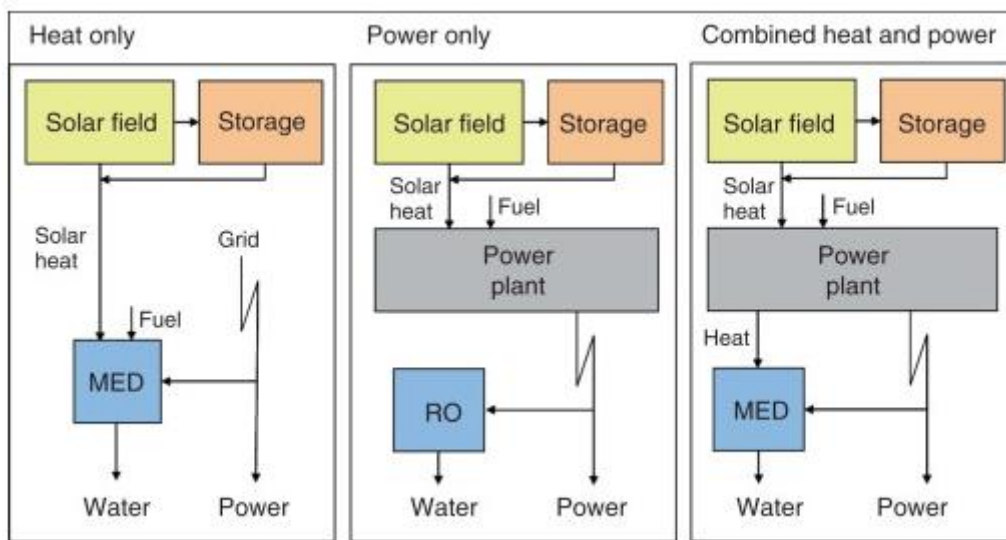 Heat only
Solar field
Storage
Solar
heat
Grid
Fuel
MED
Water
Power
Power only
Solar field
Storage
Solar
heat
Fuel
Power
plant
RO
Water
Power
Combined heat and power
Solar field
Storage
Solar
heat
Fuel
Power
plant
Heat
MED
Water
Power